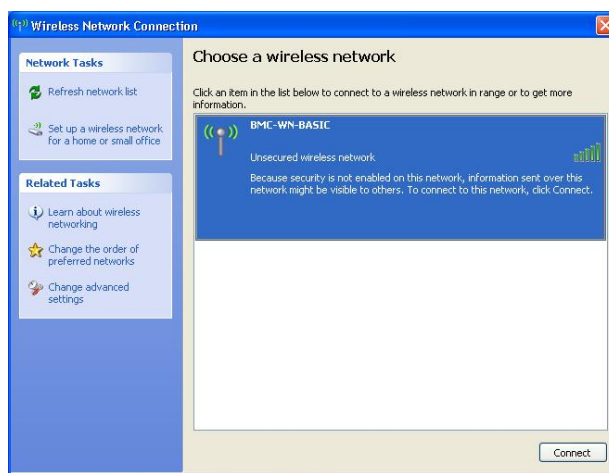 Wireless Network Connection
Network Tasks
Refresh network list
Set up a wireless network
for a home or small office
Related Tasks
Learn about wireless
networking
Change the order of
preferred networks
Change advanced
settings
Choose a wireless network
Click an item in the list below to connect to a wireless network in range or to get more
information.
BMC-WN-BASIC
Unsecured wireless network
Because security is not enabled on this network, information sent over this
network might be visible to others. To connect to this network, click Connect.
Connect